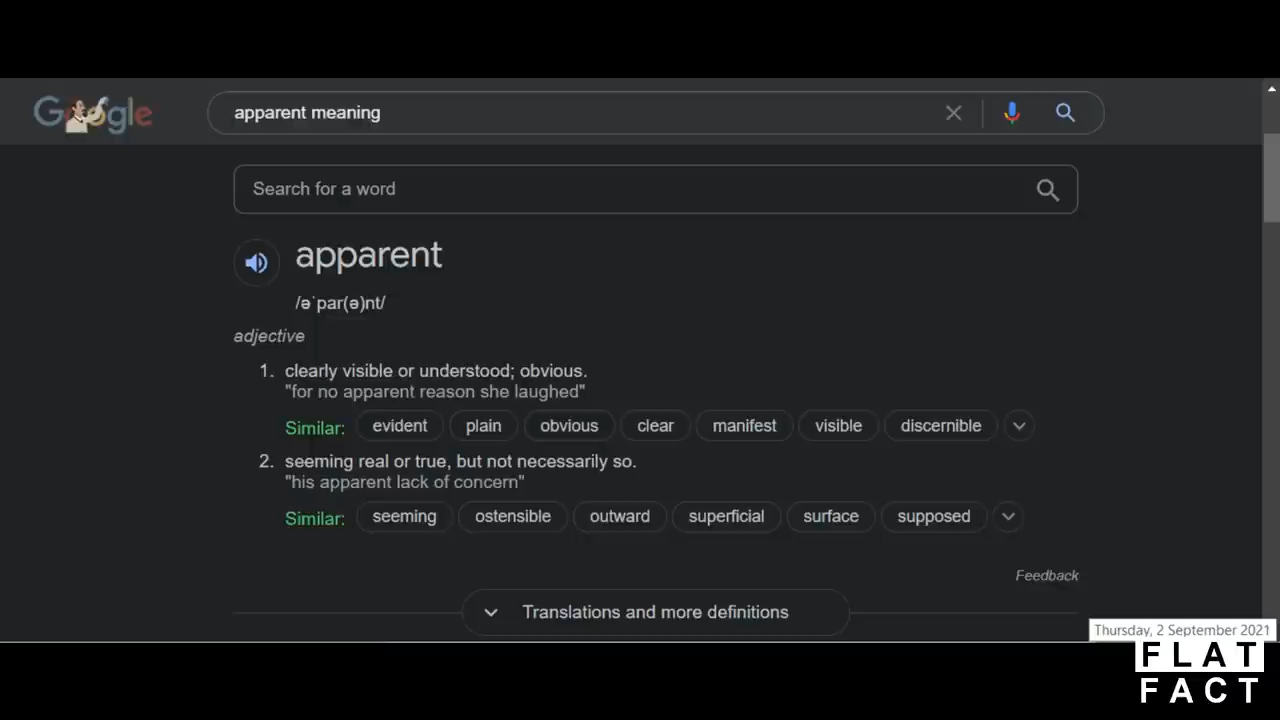 Google
apparent meaning
Search for a word
apparent
/əˈpar(ə)nt/
adjective
1. clearly visible or understood; obvious.
"for no apparent reason she laughed"
Similar: evident plain obvious clear manifest visible discernible
2. seeming real or true, but not necessarily so.
"his apparent lack of concern"
Similar: seeming ostensible outward superficial surface supposed
Feedback
Translations and more definitions
Thursday, 2 September 2021
FLAT
FACT